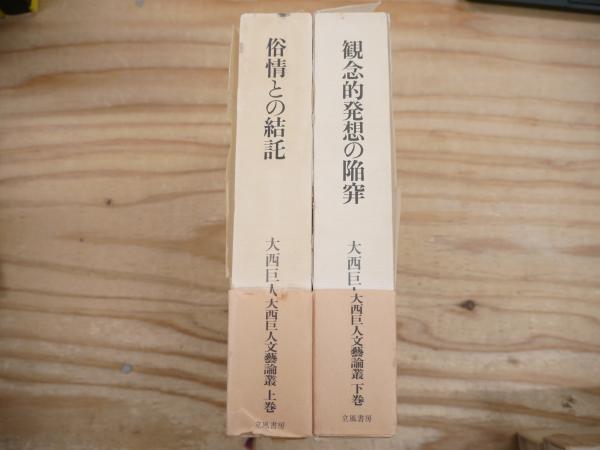 俗情との結託
大西巨人
大西巨人文藝論叢 上巻
立風書房
観念的発想の陥穽
大西巨
大西巨人文藝論叢 下巻
立風書房